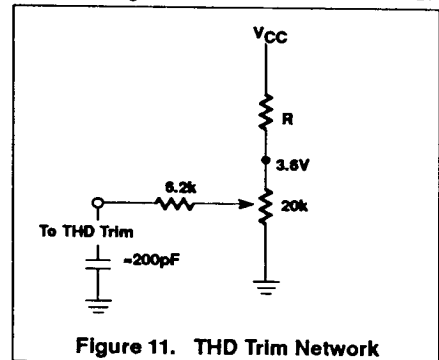 VCC
R
3.6V
6.2k
20k
To THD Trim
≈200pF
Figure 11. THD Trim Network